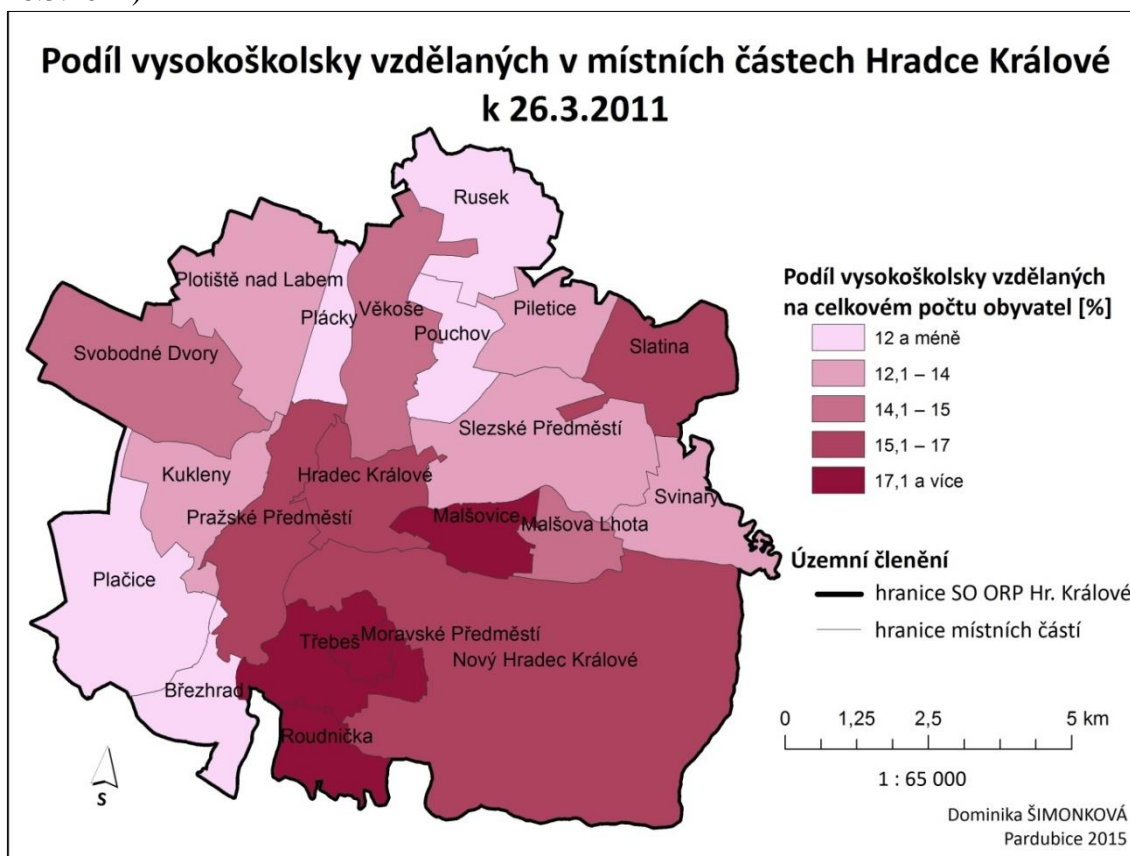 Podíl vysokoškolsky vzdělaných v místních částech Hradce Králové
k 26.3.2011
Rusek
Plotiště nad Labem
Plácky
Věkoše
Pouchov
Piletice
Slatina
Svobodné Dvory
Slezské Předměstí
Kukleny
Hradec Králové
Svinary
Pražské Předměstí
Malšovice
Malšova Lhota
Plačice
Třebeš
Moravské Předměstí
Nový Hradec Králové
Březhrad
Roudnička
S
Podíl vysokoškolsky vzdělaných
na celkovém počtu obyvatel [%]
12 a méně
12,1 – 14
14,1 – 15
15,1 – 17
17,1 a více
Územní členění
hranice SO ORP Hr. Králové
hranice místních částí
0 1,25 2,5 5 km
1 : 65 000
Dominika ŠIMONKOVÁ
Pardubice 2015